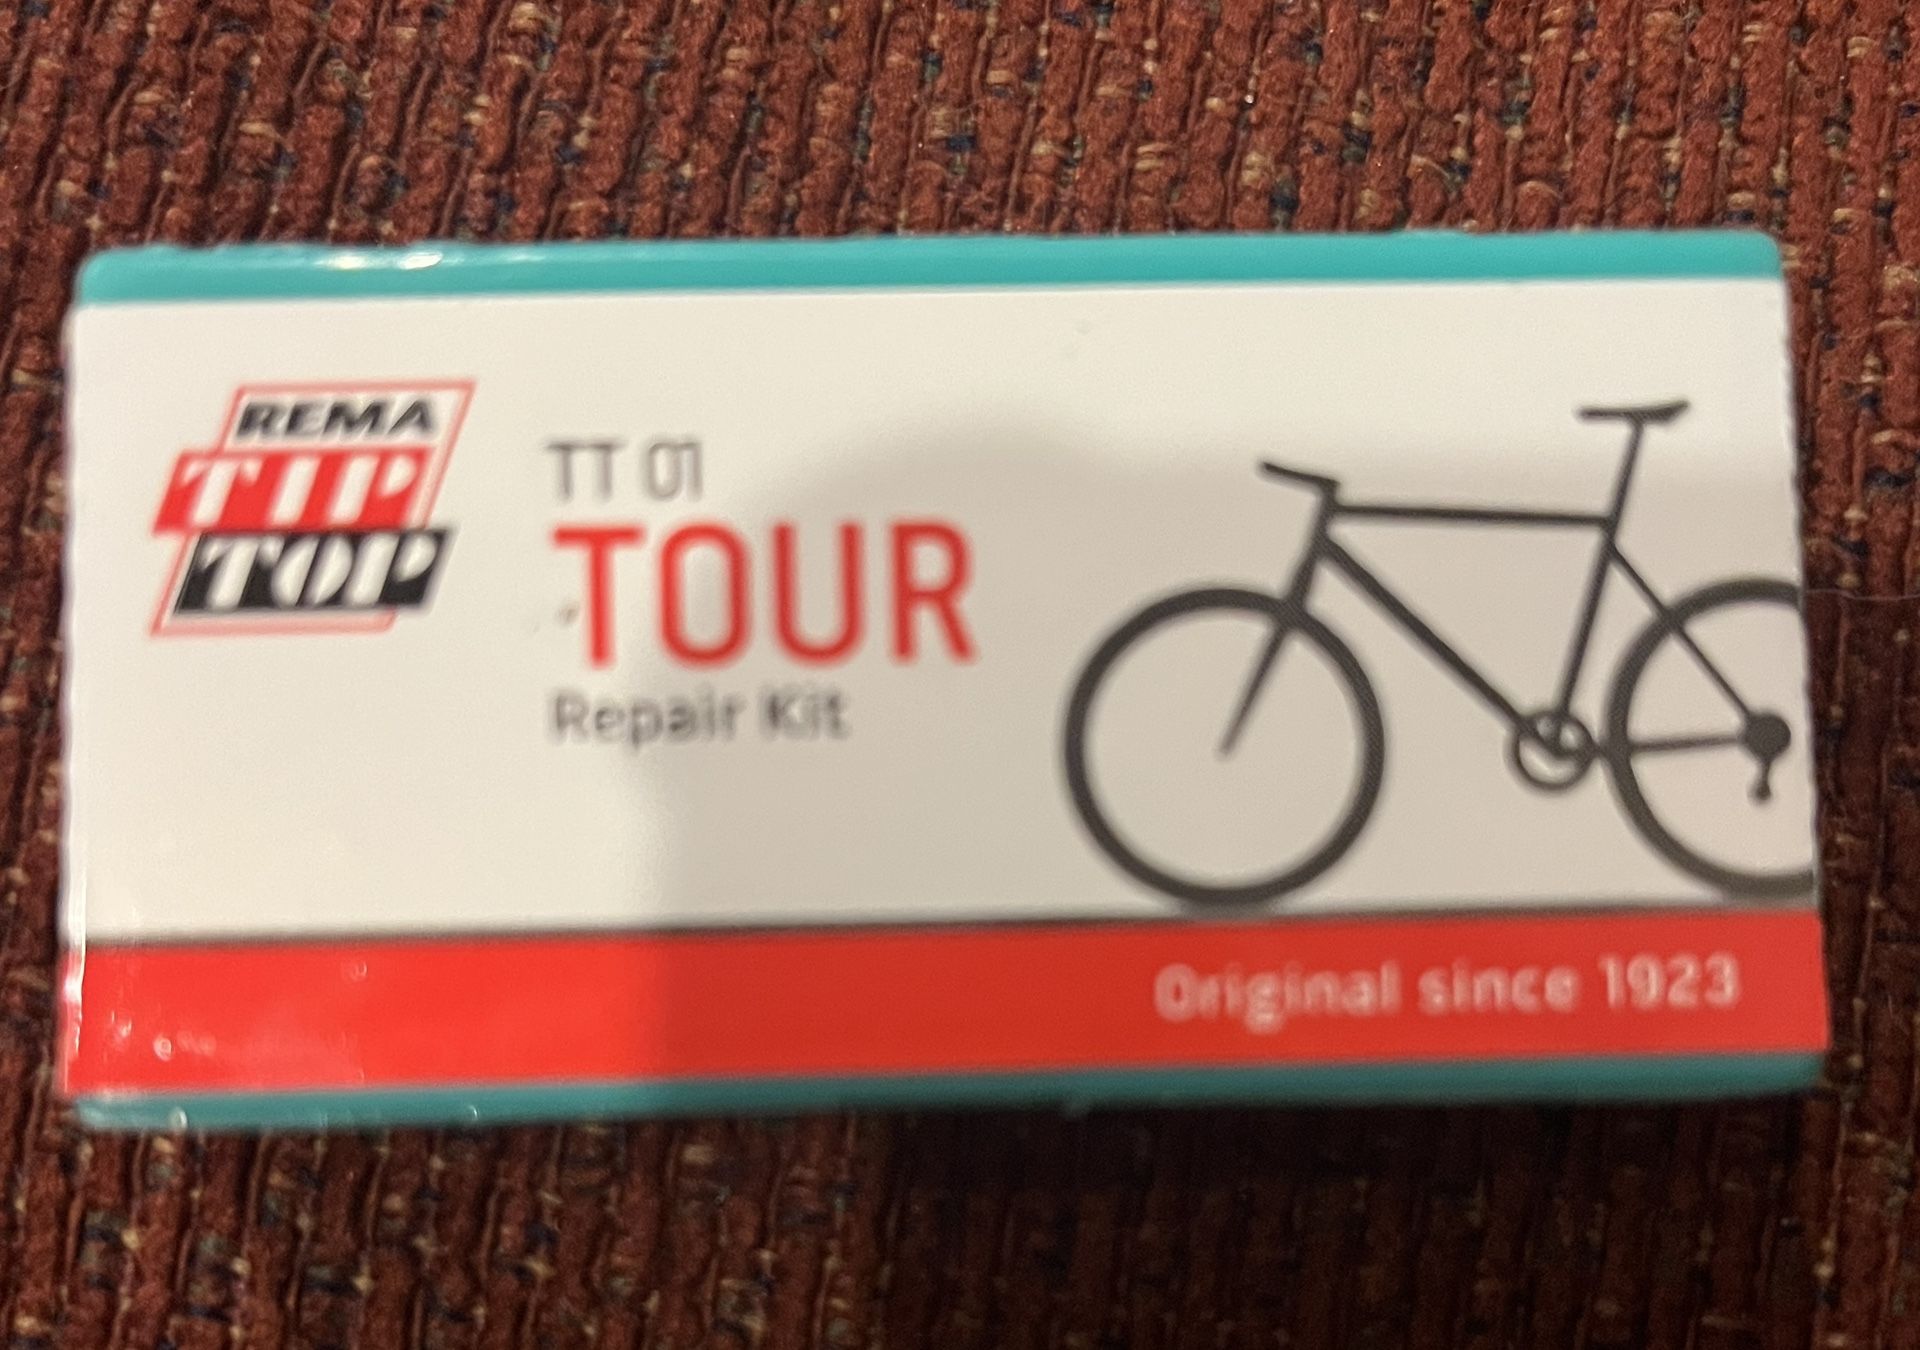 REMA
TIP
TOP
TT 01
TOUR
Repair Kit
Original since 1923